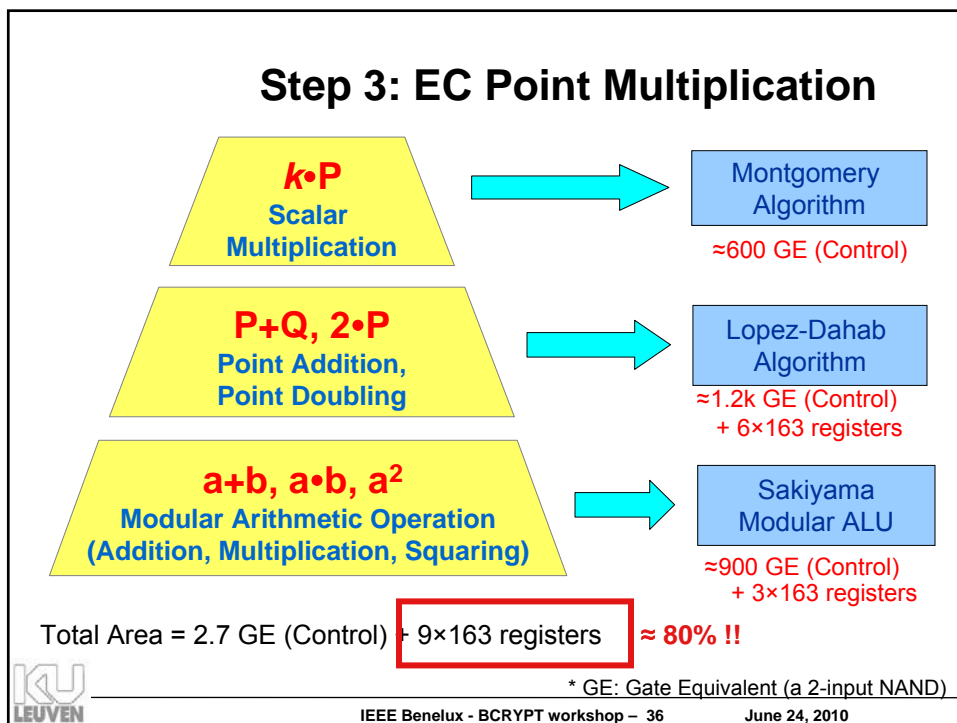 Step 3: EC Point Multiplication
k•P
Scalar
Multiplication
Montgomery
Algorithm
≈600 GE (Control)
P+Q, 2•P
Point Addition,
Point Doubling
Lopez-Dahab
Algorithm
≈1.2k GE (Control)
+ 6×163 registers
a+b, a•b, a²
Modular Arithmetic Operation
(Addition, Multiplication, Squaring)
Sakiyama
Modular ALU
≈900 GE (Control)
+ 3×163 registers
Total Area = 2.7 GE (Control) + 9×163 registers ≈ 80% !!
* GE: Gate Equivalent (a 2-input NAND)
KU
LEUVEN
IEEE Benelux - BCRYPT workshop – 36 June 24, 2010